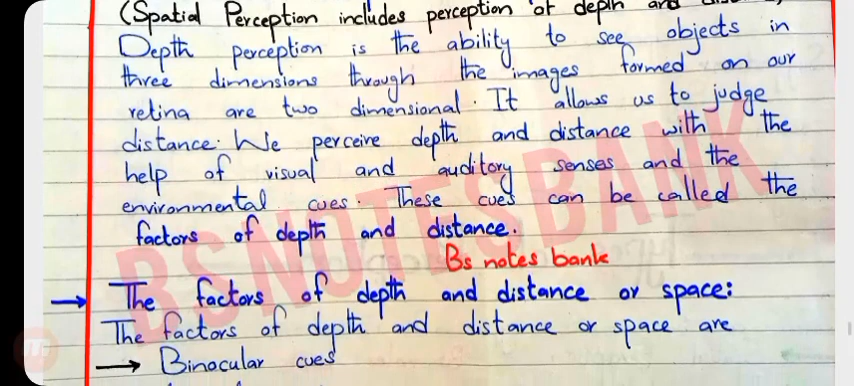 (Spatial Perception includes perception of depth and
Depth perception is the ability to see objects in
three dimensions through the images formed on our
retina are two dimensional. It allows us to judge
distance. We perceive depth and distance with the
help of visual and auditory senses and the
environmental cues. These cues can be called the
factors of depth and distance.
Bs notes bank
→ The factors of depth and distance or space:
The factors of depth and distance or space are
→ Binocular cues
BSNOTESBANK